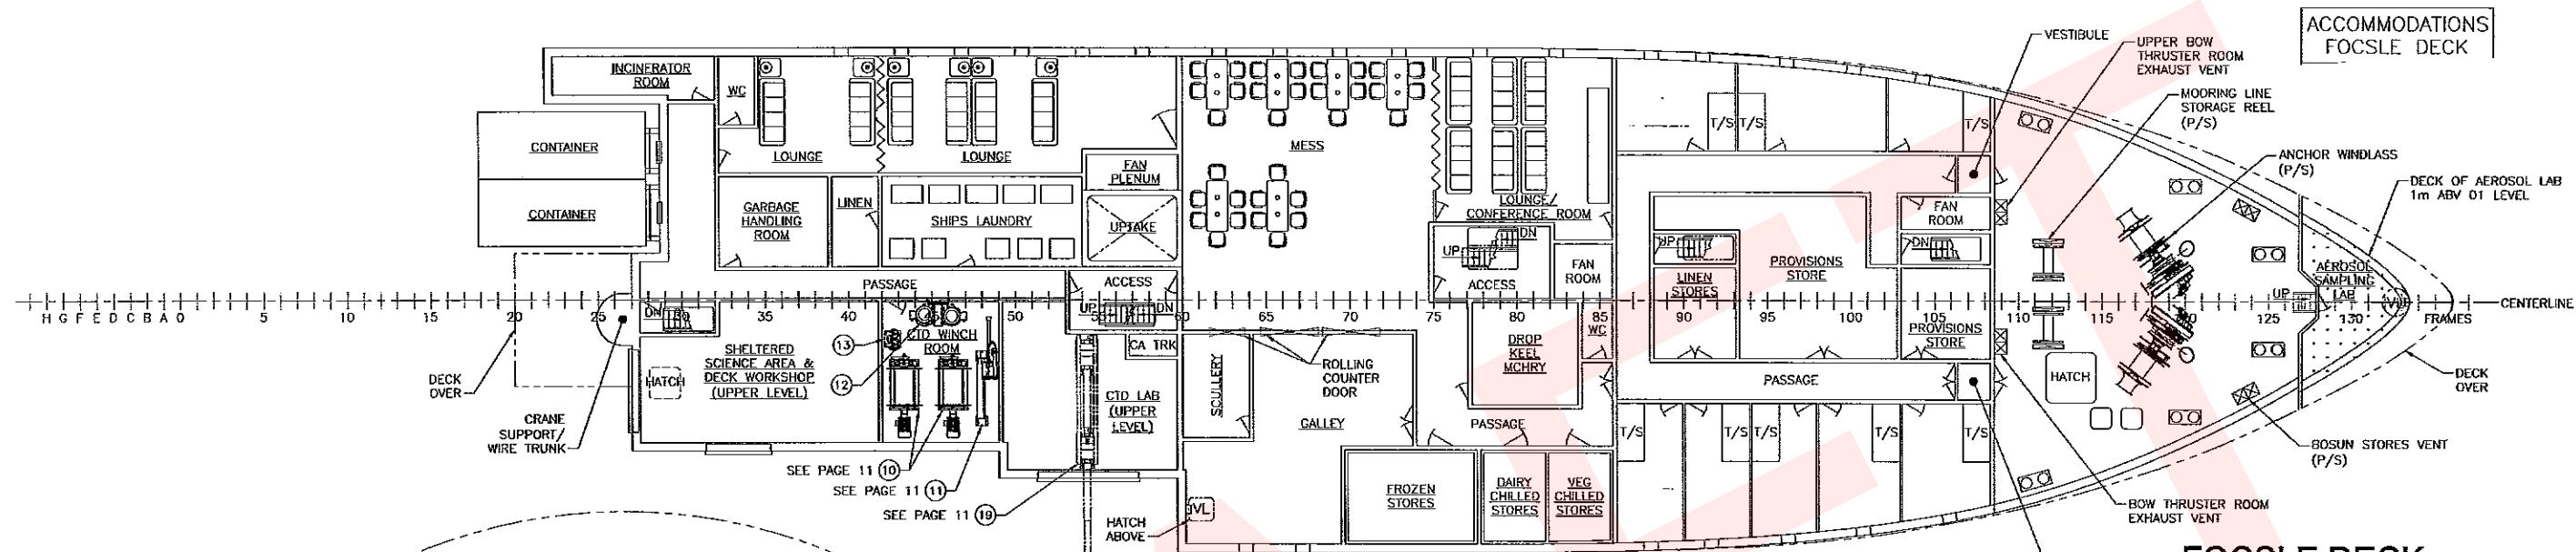 ACCOMMODATIONS
FOCSLE DECK
VESTIBULE
UPPER BOW
THRUSTER ROOM
EXHAUST VENT
MOORING LINE
STORAGE REEL
(P/S)
ANCHOR WINDLASS
(P/S)
DECK OF AEROSOL LAB
1m ABV 01 LEVEL
INCINERATOR
ROOM
WC
CONTAINER
CONTAINER
LOUNGE
LOUNGE
MESS
FAN
PLENUM
UPTAKE
GARBAGE
HANDLING
ROOM
LINEN
SHIPS LAUNDRY
LOUNGE/
CONFERENCE ROOM
T/S
T/S
T/S
UP
DN
ACCESS
FAN
ROOM
UP
LINEN
STORES
PROVISIONS
STORE
FAN
ROOM
DN
PROVISIONS
STORE
AEROSOL
SAMPLING
LAB
UP
PASSAGE
ACCESS
UP
DN
DN
H G F E D C B A 0 5 10 15 20 25 30 35 40 45 50 55 60 65 70 75 80 85 90 95 100 105 110 115 120 125 130 FRAMES
CENTERLINE
DECK
OVER
CRANE
SUPPORT/
WIRE TRUNK
SHELTERED
SCIENCE AREA &
DECK WORKSHOP
(UPPER LEVEL)
HATCH
13
12
CTD WINCH
ROOM
CA TRK
CTD LAB
(UPPER
LEVEL)
SCULLERY
ROLLING
COUNTER
DOOR
GALLEY
DROP
KEEL
MCHRY
WC
PASSAGE
PASSAGE
HATCH
DECK
OVER
SEE PAGE 11 10
SEE PAGE 11 11
SEE PAGE 11 19
HATCH
ABOVE
FROZEN
STORES
DAIRY
CHILLED
STORES
VEG
CHILLED
STORES
T/S
T/S
T/S
T/S
T/S
BOSUN STORES VENT
(P/S)
BOW THRUSTER ROOM
EXHAUST VENT
FOCSLE DECK